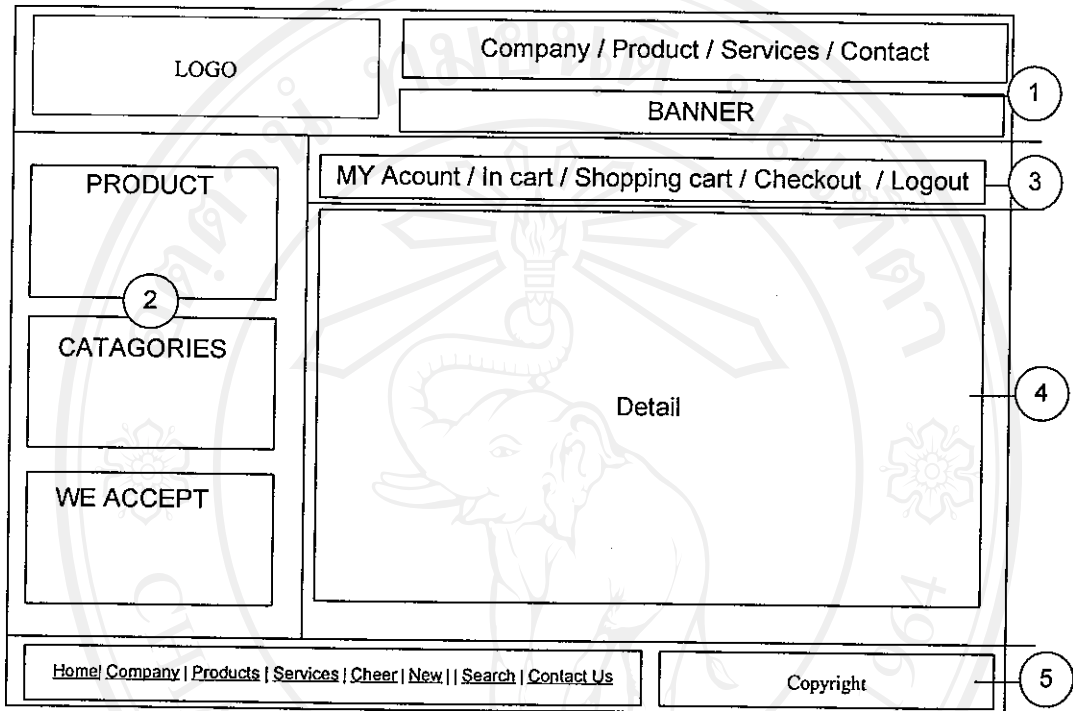 LOGO
Company / Product / Services / Contact
1
BANNER
PRODUCT
MY Acount / In cart / Shopping cart / Checkout / Logout
3
2
CATAGORIES
Detail
4
WE ACCEPT
Home| Company | Products | Services | Cheer | New | | Search | Contact Us
Copyright
5